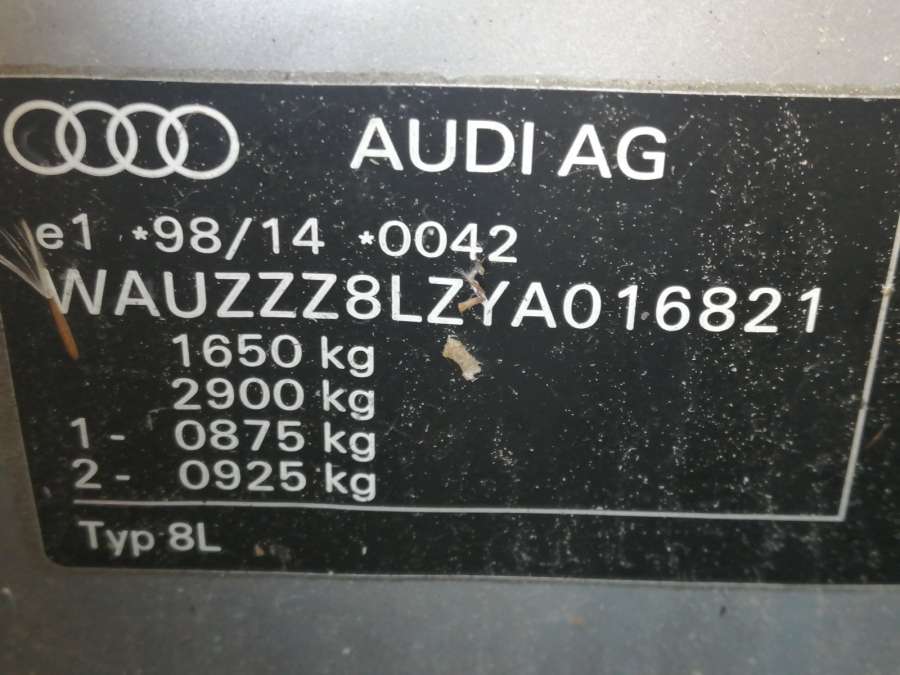 AUDI AG
e1 *98/14 *0042
WAUZZZ8LZYA016821
1650 kg
2900 kg
1 - 0875 kg
2 - 0925 kg
Typ 8L